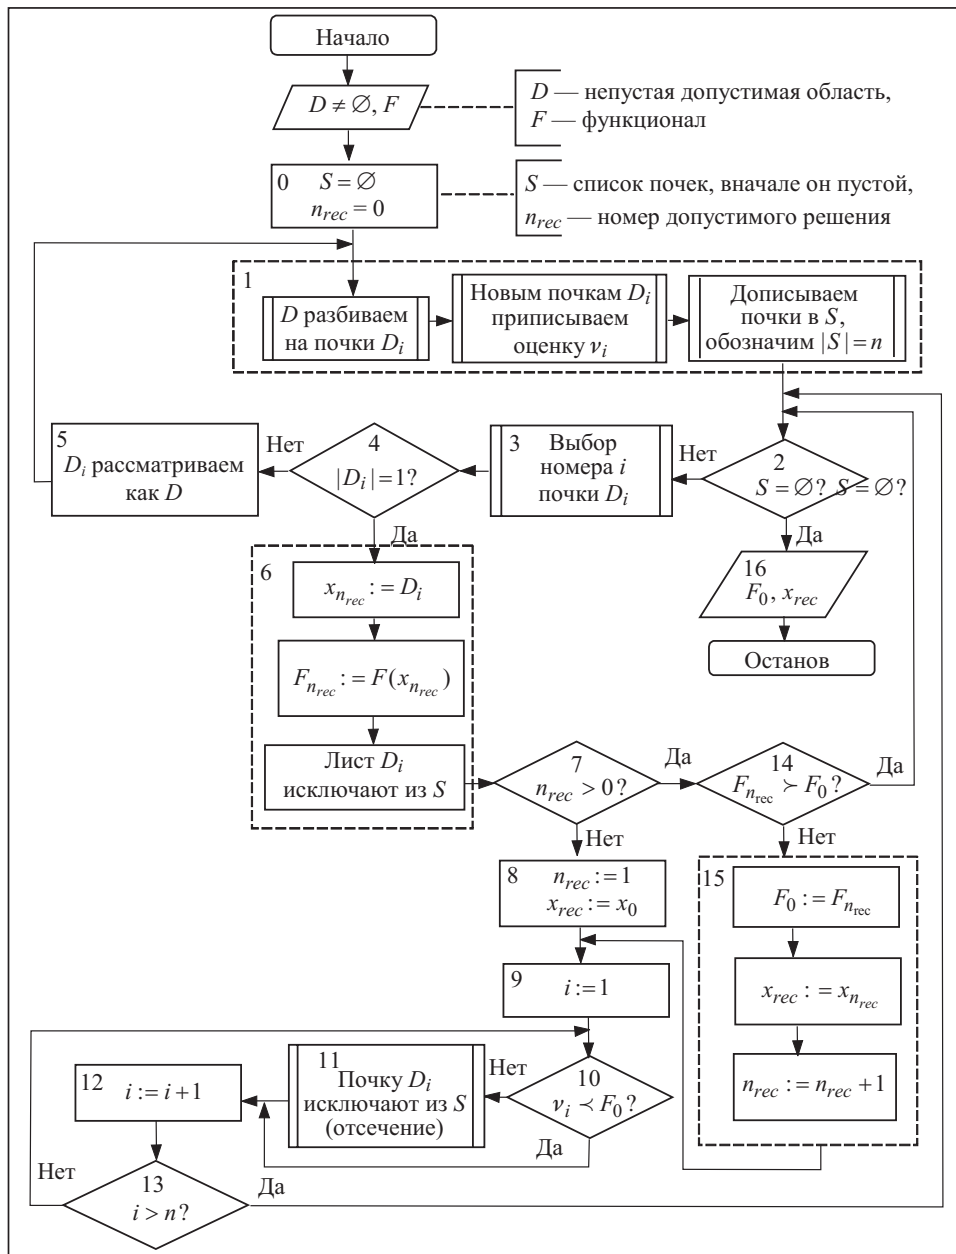 Начало
D ≠ ∅, F
D — непустая допустимая область,
F — функционал
0
S = ∅
n_rec = 0
S — список почек, вначале он пустой,
n_rec — номер допустимого решения
1
D разбиваем
на почки D_i
Новым почкам D_i
приписываем
оценку ν_i
Дописываем
почки в S,
обозначим |S| = n
5
D_i рассматриваем
как D
Нет
4
|D_i| = 1?
Да
3
Выбор
номера i
почки D_i
Нет
2
S = ∅? S = ∅?
Да
16
F_0, x_rec
Останов
6
x_{n_rec} := D_i
F_{n_rec} := F(x_{n_rec})
Лист D_i
исключают из S
7
n_rec > 0?
Да
Нет
14
F_{n_rec} ≻ F_0?
Да
Нет
8
n_rec := 1
x_rec := x_0
15
F_0 := F_{n_rec}
x_rec := x_{n_rec}
n_rec := n_rec + 1
9
i := 1
10
ν_i ≺ F_0?
Нет
Да
11
Почку D_i
исключают из S
(отсечение)
12
i := i + 1
13
i > n?
Нет
Да